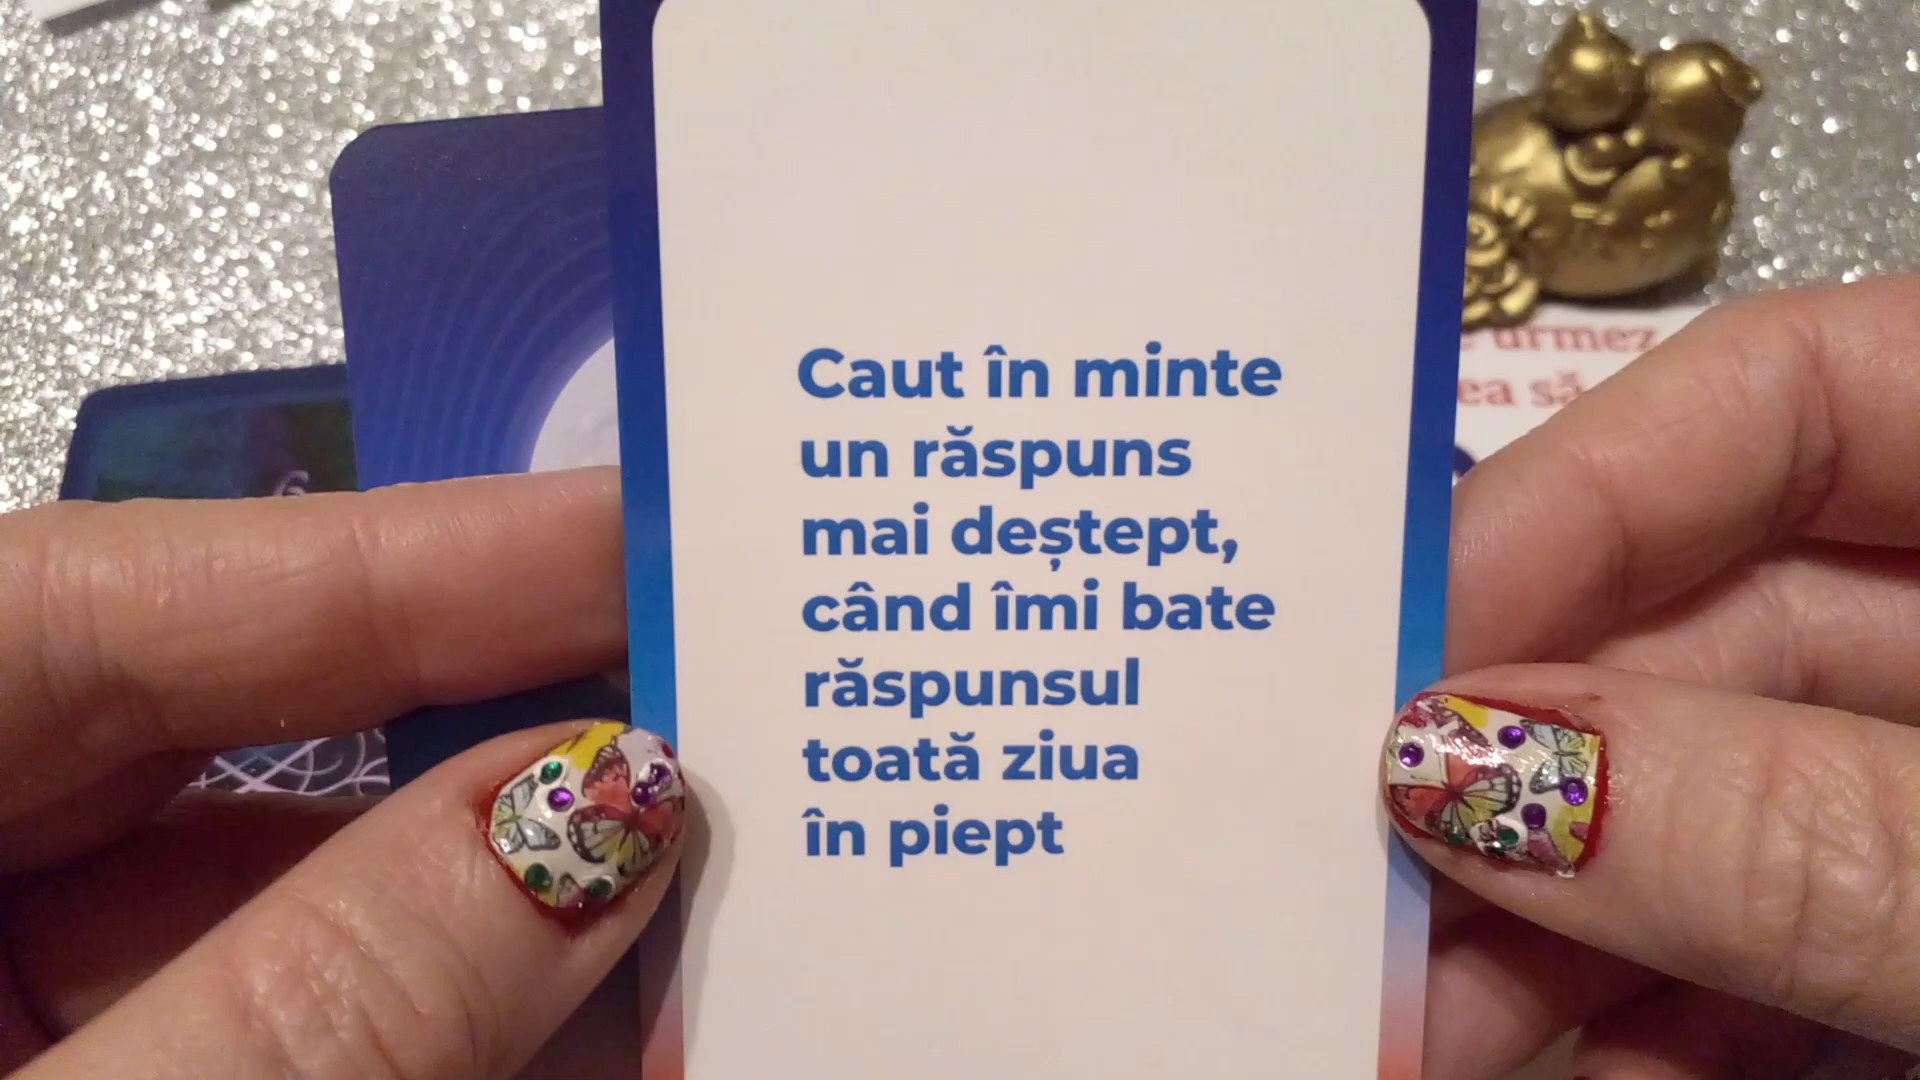 Caut în minte
un răspuns
mai deștept,
când îmi bate
răspunsul
toată ziua
în piept
urmez
ea să